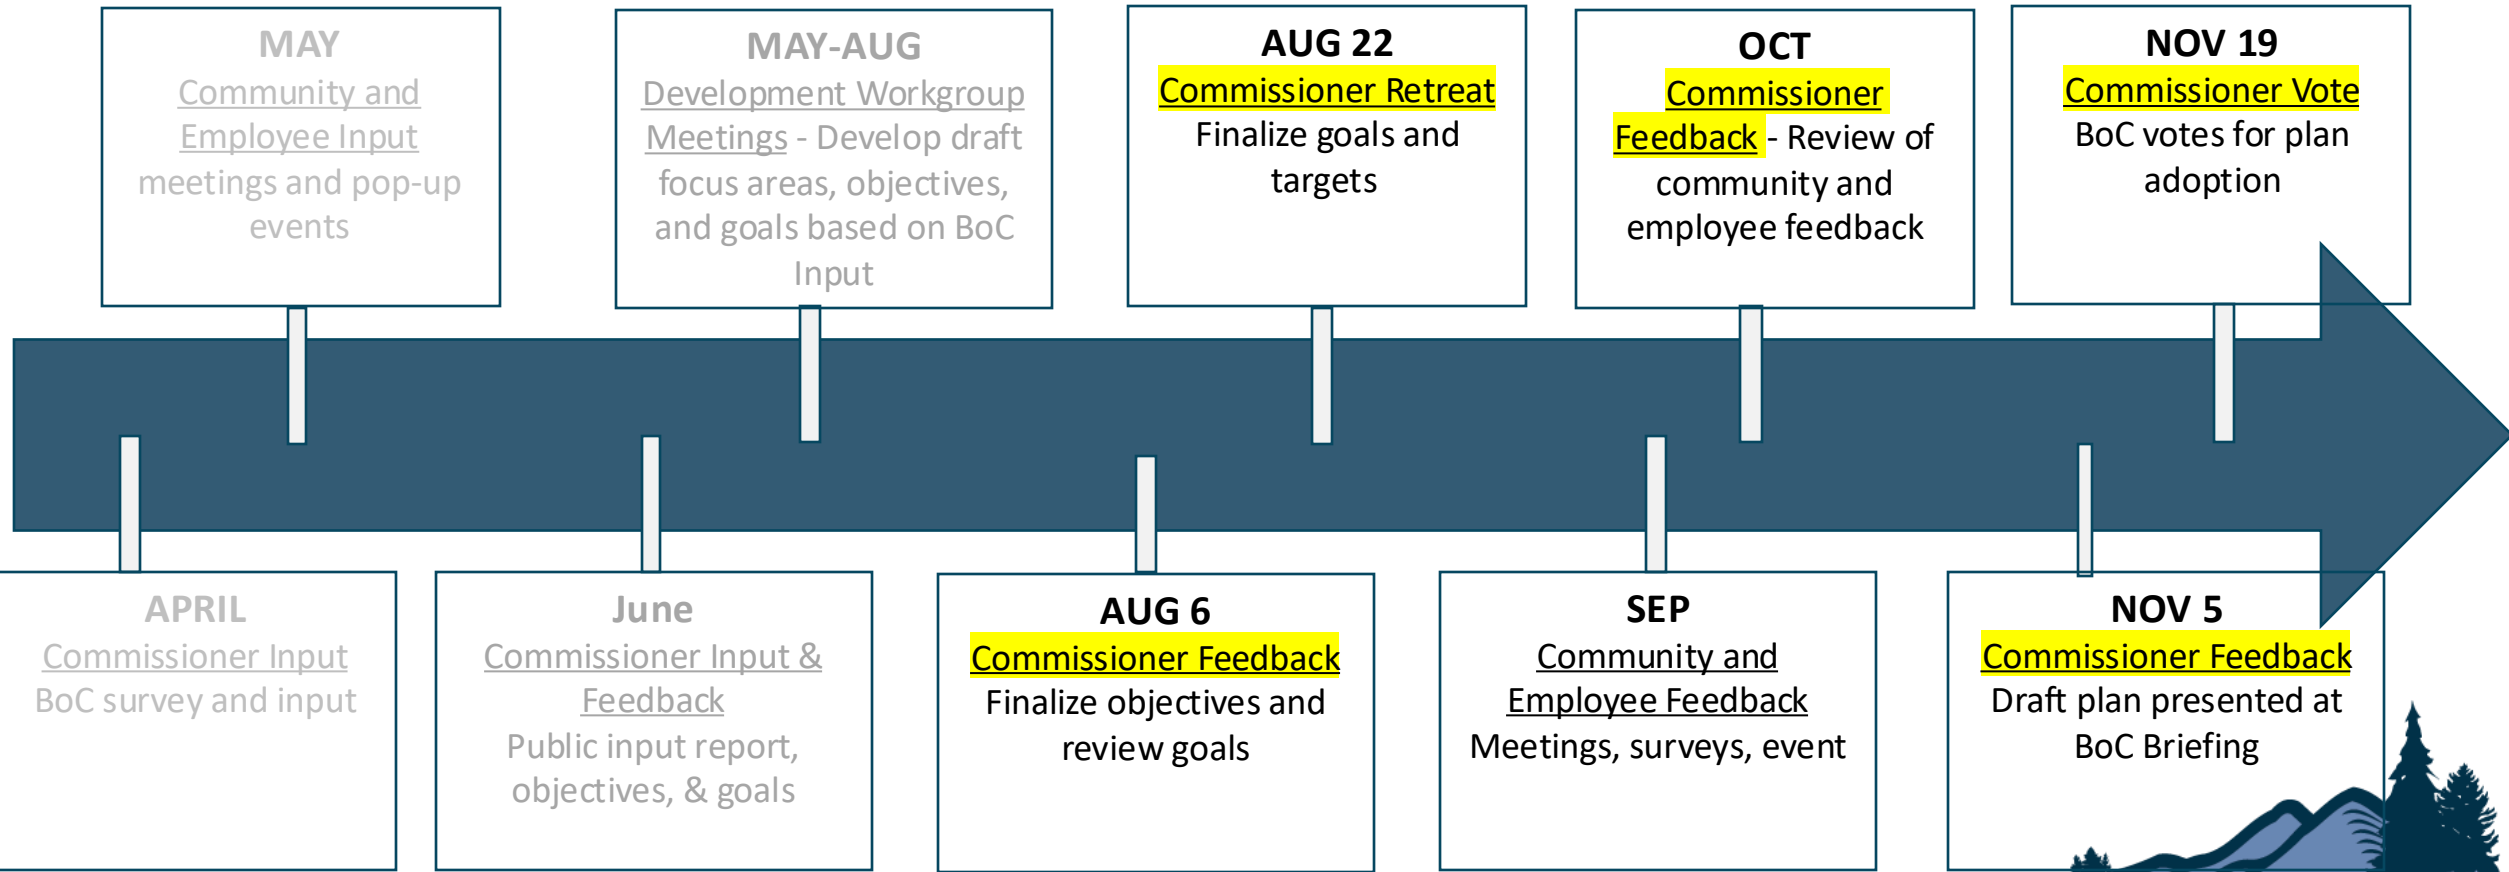 MAY
Community and
Employee Input
meetings and pop-up
events
MAY-AUG
Development Workgroup
Meetings - Develop draft
focus areas, objectives,
and goals based on BoC
Input
AUG 22
Commissioner Retreat
Finalize goals and
targets
OCT
Commissioner
Feedback - Review of
community and
employee feedback
NOV 19
Commissioner Vote
BoC votes for plan
adoption
APRIL
Commissioner Input
BoC survey and input
June
Commissioner Input &
Feedback
Public input report,
objectives, & goals
AUG 6
Commissioner Feedback
Finalize objectives and
review goals
SEP
Community and
Employee Feedback
Meetings, surveys, event
NOV 5
Commissioner Feedback
Draft plan presented at
BoC Briefing